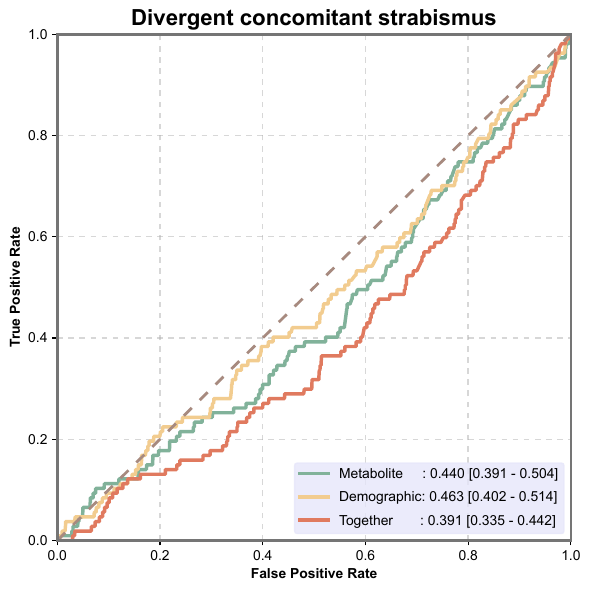 Divergent concomitant strabismus
1.0
0.8
0.6
0.4
0.2
0.0
True Positive Rate
Metabolite : 0.440 [0.391 - 0.504]
Demographic: 0.463 [0.402 - 0.514]
Together : 0.391 [0.335 - 0.442]
0.0 0.2 0.4 0.6 0.8 1.0
False Positive Rate